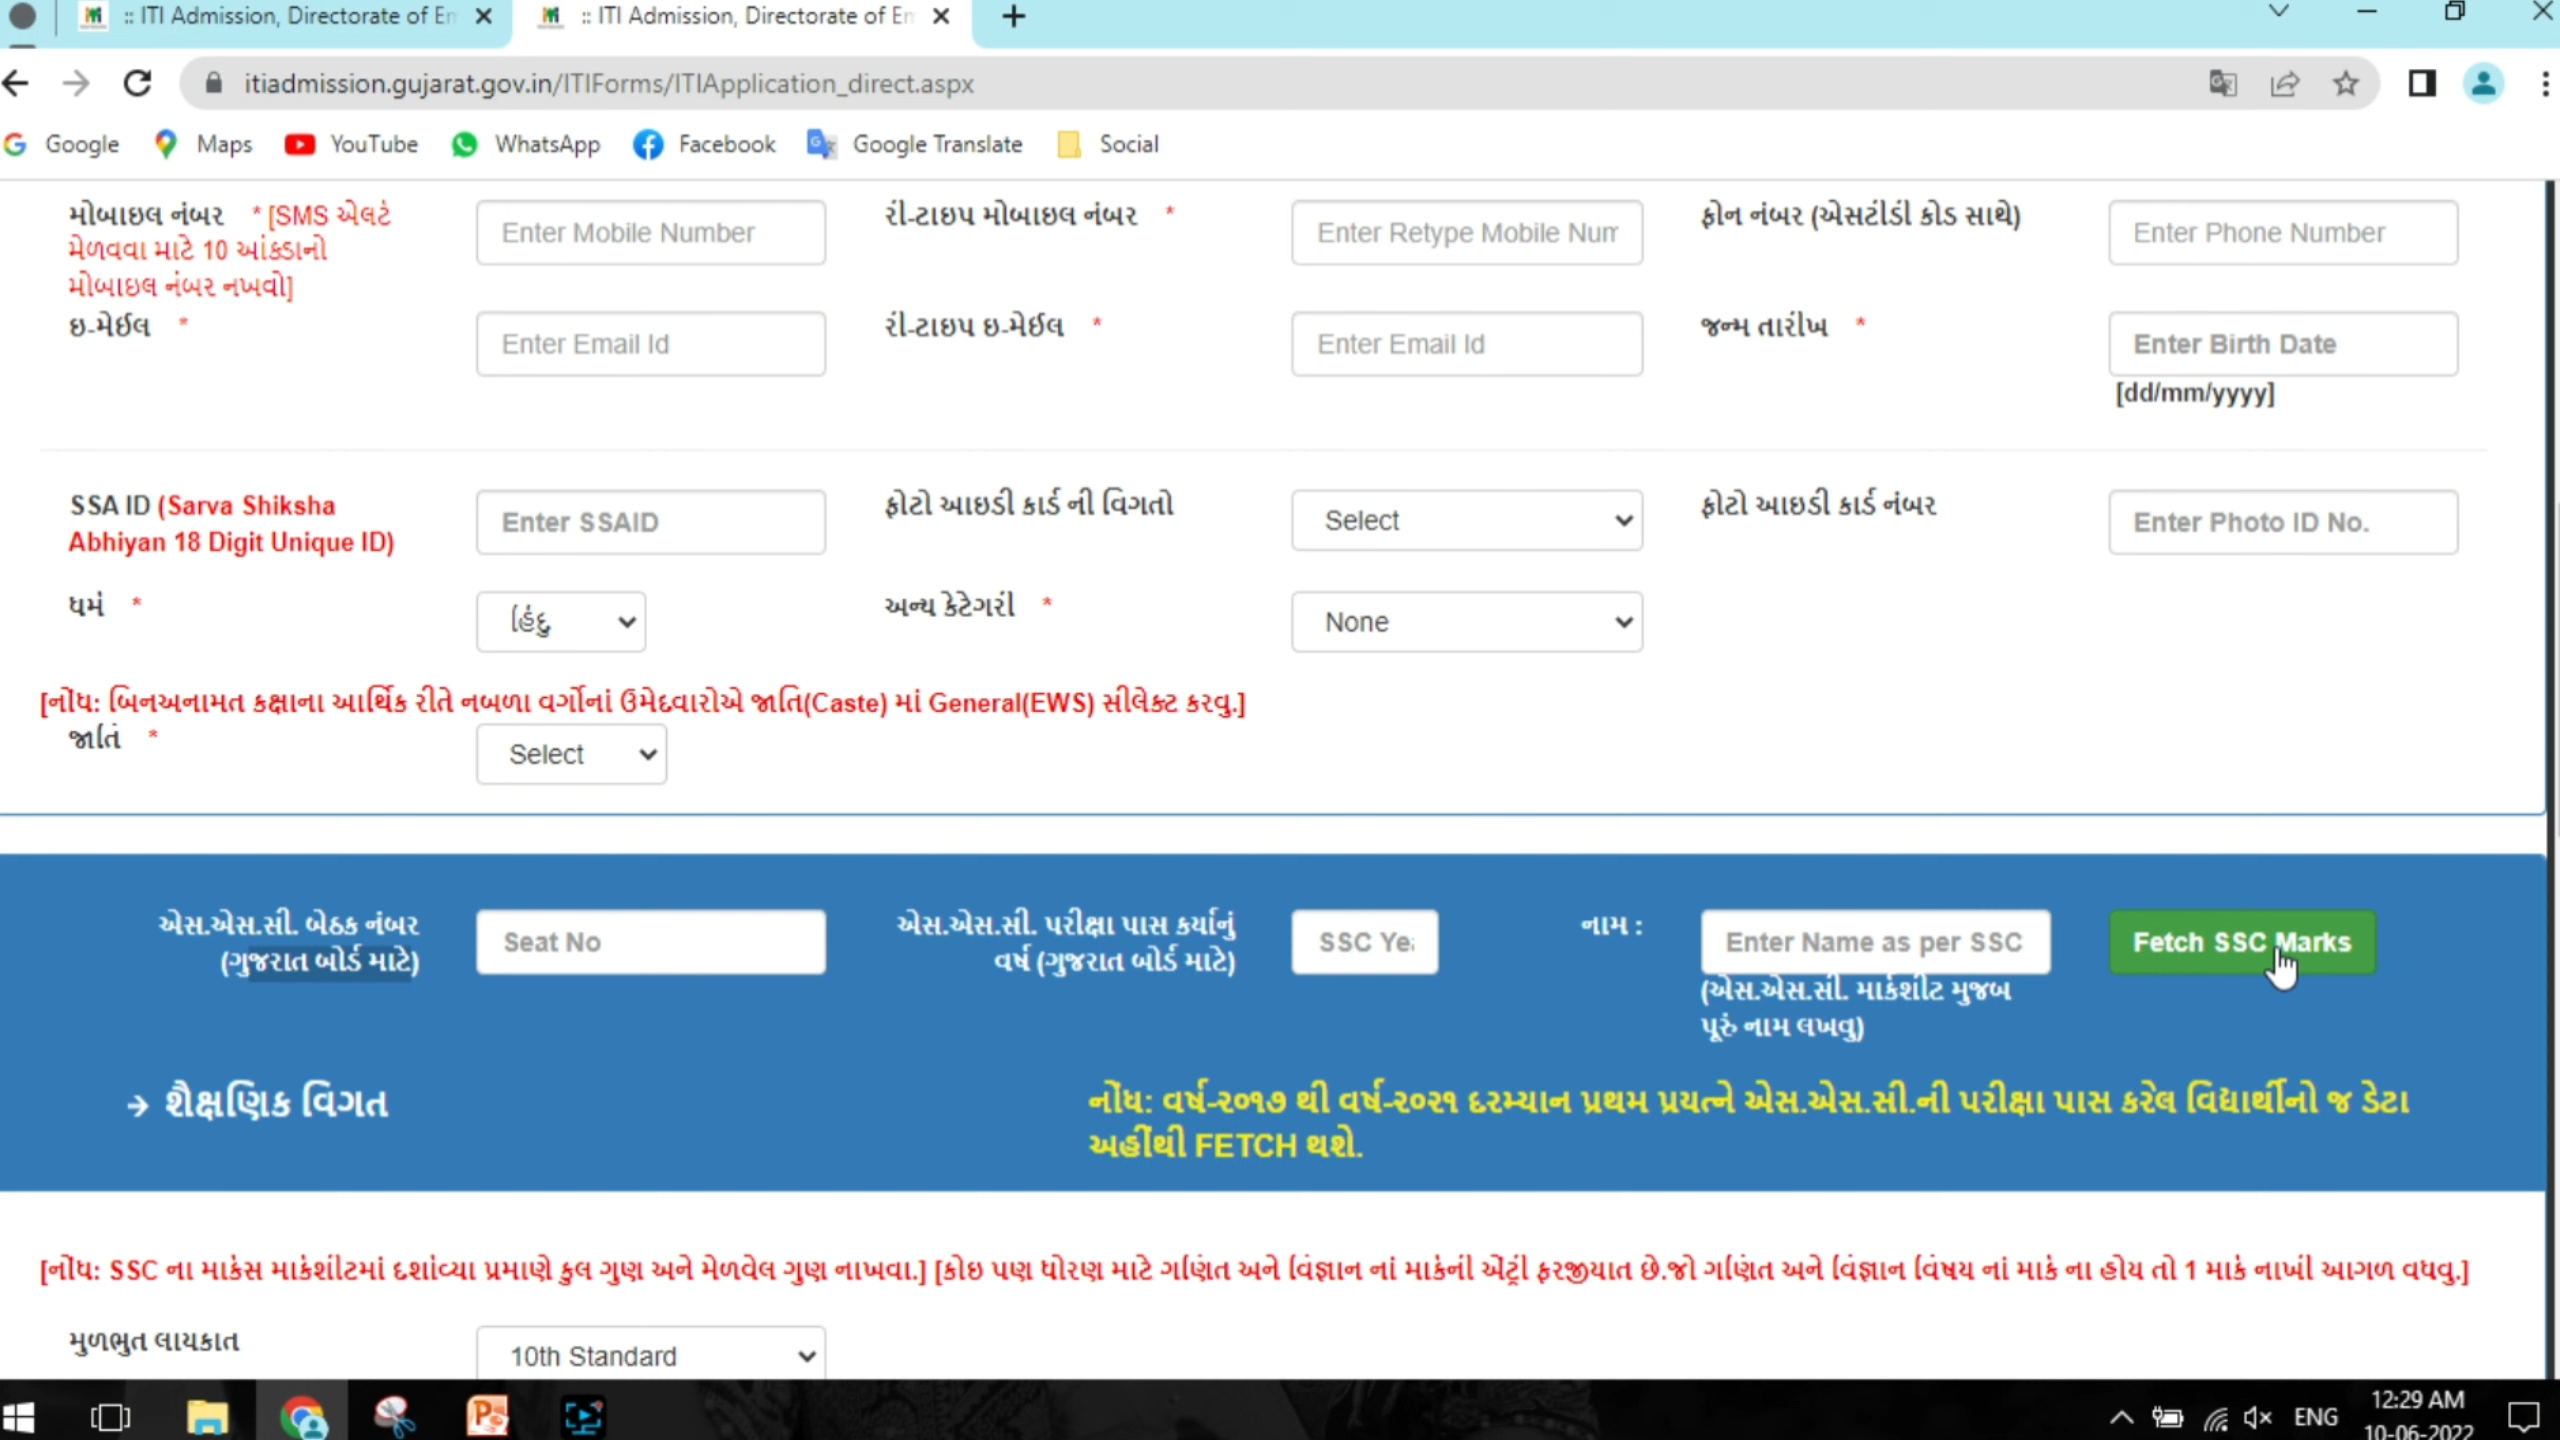 :: ITI Admission, Directorate of En
:: ITI Admission, Directorate of Em
itiadmission.gujarat.gov.in/ITIForms/ITIApplication_direct.aspx
Google Maps YouTube WhatsApp Facebook Google Translate Social
મોબાઇલ નંબર * [SMS એલર્ટ
મેળવવા માટે 10 આંકડાનો
મોબાઇલ નંબર નખવો]
Enter Mobile Number
રી-ટાઇપ મોબાઇલ નંબર *
Enter Retype Mobile Num
ફોન નંબર (એસટીડી કોડ સાથે)
Enter Phone Number
ઇ-મેઈલ *
Enter Email Id
રી-ટાઇપ ઇ-મેઈલ *
Enter Email Id
જન્મ તારીખ *
Enter Birth Date
[dd/mm/yyyy]
SSA ID (Sarva Shiksha
Abhiyan 18 Digit Unique ID)
Enter SSAID
ફોટો આઇડી કાર્ડ ની વિગતો
Select
ફોટો આઇડી કાર્ડ નંબર
Enter Photo ID No.
ધર્મ *
હિંદુ
અન્ય કેટેગરી *
None
[નોંધ: બિનઅનામત કક્ષાના આર્થિક રીતે નબળા વર્ગોનાં ઉમેદવારોએ જાતિ(Caste) માં General(EWS) સીલેક્ટ કરવુ.]
જાતિ *
Select
એસ.એસ.સી. બેઠક નંબર
(ગુજરાત બોર્ડ માટે)
Seat No
એસ.એસ.સી. પરીક્ષા પાસ કર્યાનું
વર્ષ (ગુજરાત બોર્ડ માટે)
SSC Yea
નામ :
Enter Name as per SSC
(એસ.એસ.સી. માર્કશીટ મુજબ
પૂરું નામ લખવુ)
Fetch SSC Marks
→ શૈક્ષણિક વિગત
નોંધ: વર્ષ-૨૦૧૭ થી વર્ષ-૨૦૨૧ દરમ્યાન પ્રથમ પ્રયત્ને એસ.એસ.સી.ની પરીક્ષા પાસ કરેલ વિદ્યાર્થીનો જ ડેટા
અહીંથી FETCH થશે.
[નોંધ: SSC ના માર્કસ માર્કશીટમાં દર્શાવ્યા પ્રમાણે કુલ ગુણ અને મેળવેલ ગુણ નાખવા.] [કોઇ પણ ધોરણ માટે ગણિત અને વિજ્ઞાન નાં માર્કની એંટ્રી ફરજીયાત છે.જો ગણિત અને વિજ્ઞાન વિષય નાં માર્ક ના હોય તો 1 માર્ક નાખી આગળ વધવુ.]
મુળભુત લાયકાત
10th Standard
ENG
12:29 AM
10-06-2022